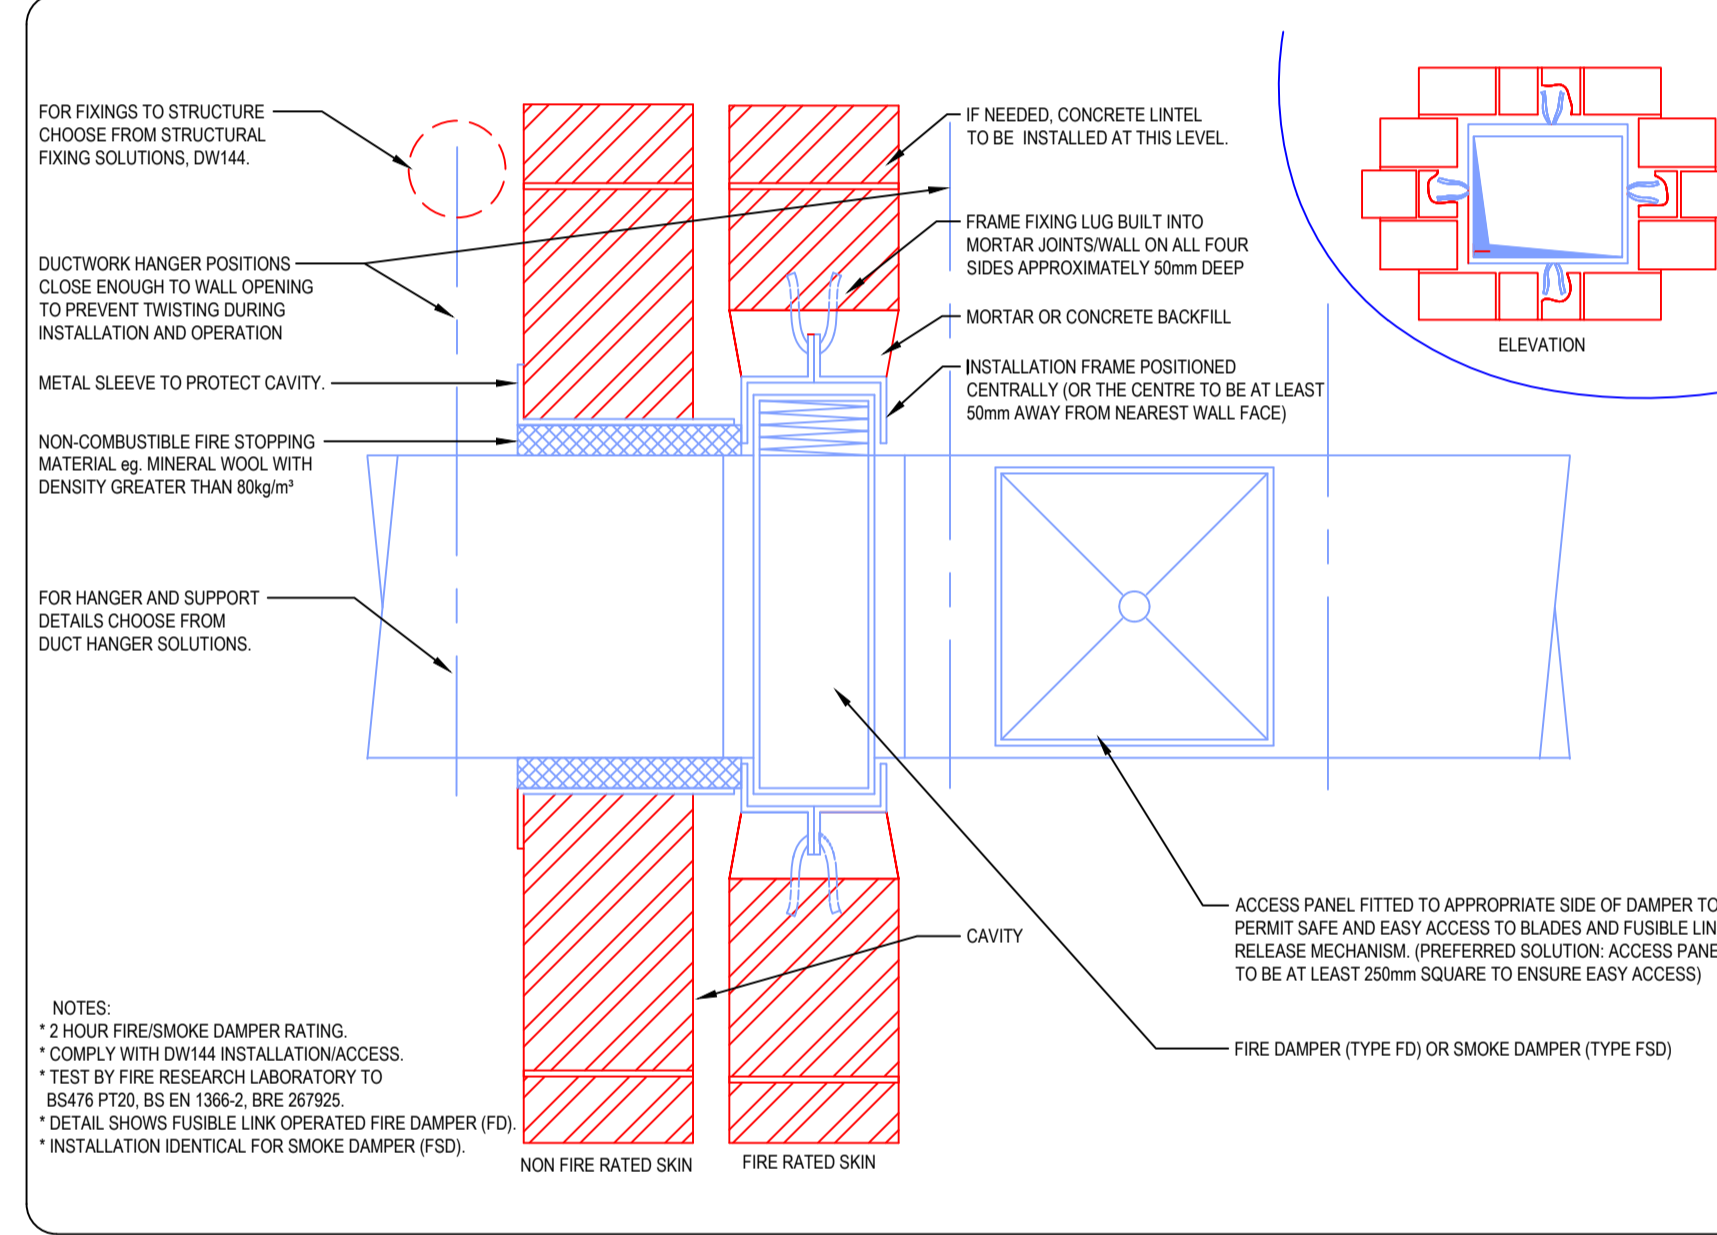 FOR FIXINGS TO STRUCTURE
CHOOSE FROM STRUCTURAL
FIXING SOLUTIONS, DW144.
DUCTWORK HANGER POSITIONS
CLOSE ENOUGH TO WALL OPENING
TO PREVENT TWISTING DURING
INSTALLATION AND OPERATION
METAL SLEEVE TO PROTECT CAVITY.
NON-COMBUSTIBLE FIRE STOPPING
MATERIAL eg. MINERAL WOOL WITH
DENSITY GREATER THAN 80kg/m³
FOR HANGER AND SUPPORT
DETAILS CHOOSE FROM
DUCT HANGER SOLUTIONS.
NOTES:
* 2 HOUR FIRE/SMOKE DAMPER RATING.
* COMPLY WITH DW144 INSTALLATION/ACCESS.
* TEST BY FIRE RESEARCH LABORATORY TO
BS476 PT20, BS EN 1366-2, BRE 267925.
* DETAIL SHOWS FUSIBLE LINK OPERATED FIRE DAMPER (FD).
* INSTALLATION IDENTICAL FOR SMOKE DAMPER (FSD).
NON FIRE RATED SKIN
FIRE RATED SKIN
IF NEEDED, CONCRETE LINTEL
TO BE INSTALLED AT THIS LEVEL.
FRAME FIXING LUG BUILT INTO
MORTAR JOINTS/WALL ON ALL FOUR
SIDES APPROXIMATELY 50mm DEEP
MORTAR OR CONCRETE BACKFILL
INSTALLATION FRAME POSITIONED
CENTRALLY (OR THE CENTRE TO BE AT LEAST
50mm AWAY FROM NEAREST WALL FACE)
ELEVATION
CAVITY
ACCESS PANEL FITTED TO APPROPRIATE SIDE OF DAMPER TO
PERMIT SAFE AND EASY ACCESS TO BLADES AND FUSIBLE LIN
RELEASE MECHANISM. (PREFERRED SOLUTION: ACCESS PANE
TO BE AT LEAST 250mm SQUARE TO ENSURE EASY ACCESS)
FIRE DAMPER (TYPE FD) OR SMOKE DAMPER (TYPE FSD)